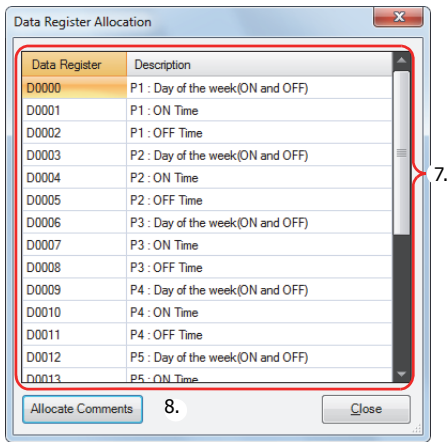 Data Register Allocation
x
Data Register Description
D0000 P1 : Day of the week(ON and OFF)
D0001 P1 : ON Time
D0002 P1 : OFF Time
D0003 P2 : Day of the week(ON and OFF)
D0004 P2 : ON Time
D0005 P2 : OFF Time
D0006 P3 : Day of the week(ON and OFF)
D0007 P3 : ON Time
D0008 P3 : OFF Time
D0009 P4 : Day of the week(ON and OFF)
D0010 P4 : ON Time
D0011 P4 : OFF Time
D0012 P5 : Day of the week(ON and OFF)
D0013 P5 : ON Time
7.
Allocate Comments 8. Close